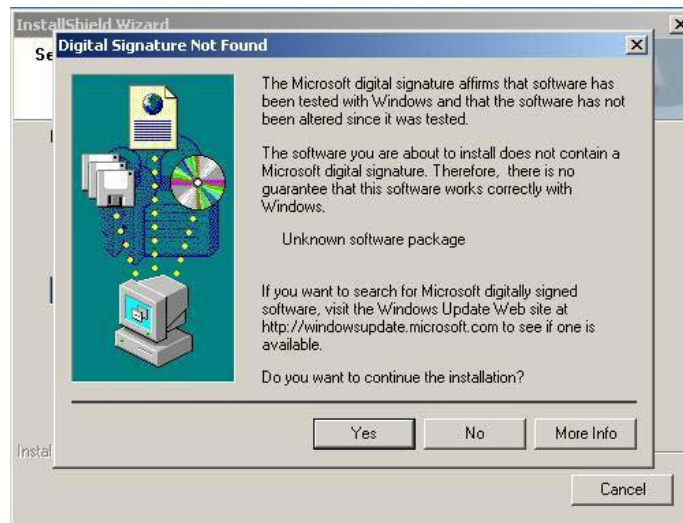 InstallShield Wizard
Se
Digital Signature Not Found
The Microsoft digital signature affirms that software has
been tested with Windows and that the software has not
been altered since it was tested.
The software you are about to install does not contain a
Microsoft digital signature. Therefore, there is no
guarantee that this software works correctly with
Windows.
Unknown software package
If you want to search for Microsoft digitally signed
software, visit the Windows Update Web site at
http://windowsupdate.microsoft.com to see if one is
available.
Do you want to continue the installation?
Yes No More Info
Instal
Cancel